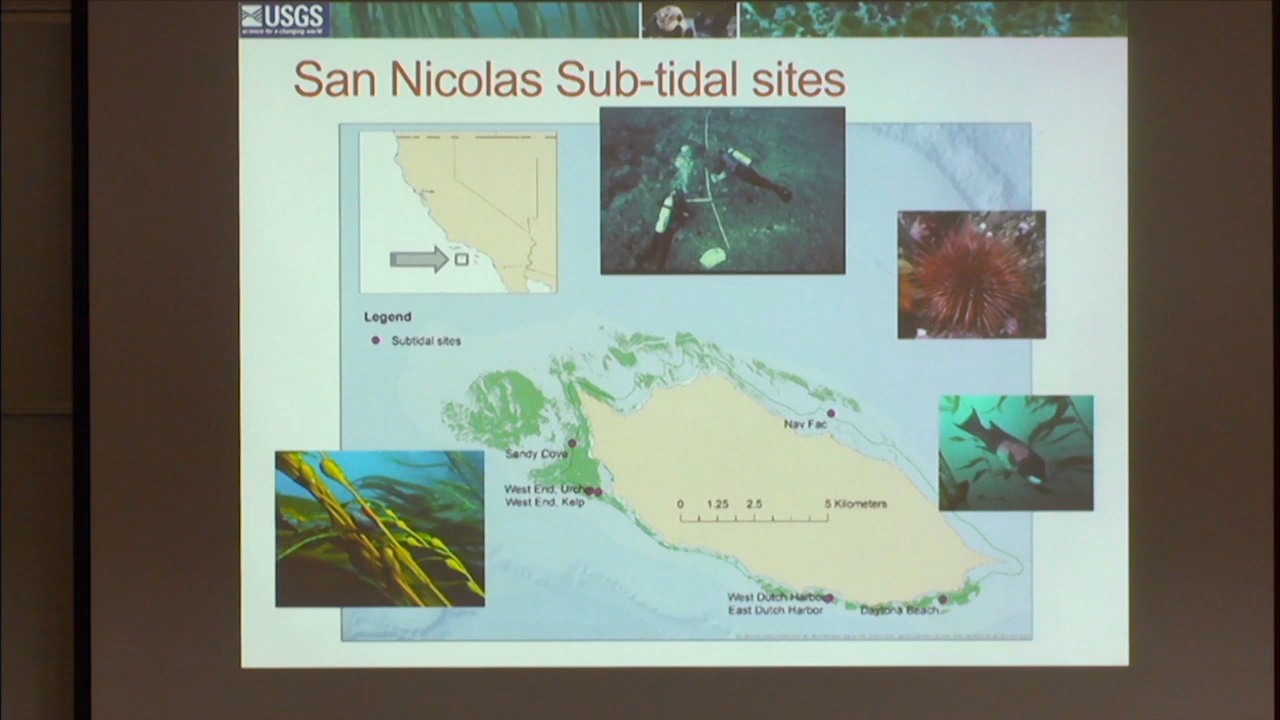 USGS
science for a changing world
San Nicolas Sub-tidal sites
Legend
Subtidal sites
Nav Fac
Sandy Cove
West End, Urchin
West End, Kelp
0 1.25 2.5 5 Kilometers
West Dutch Harbor
East Dutch Harbor
Daytona Beach